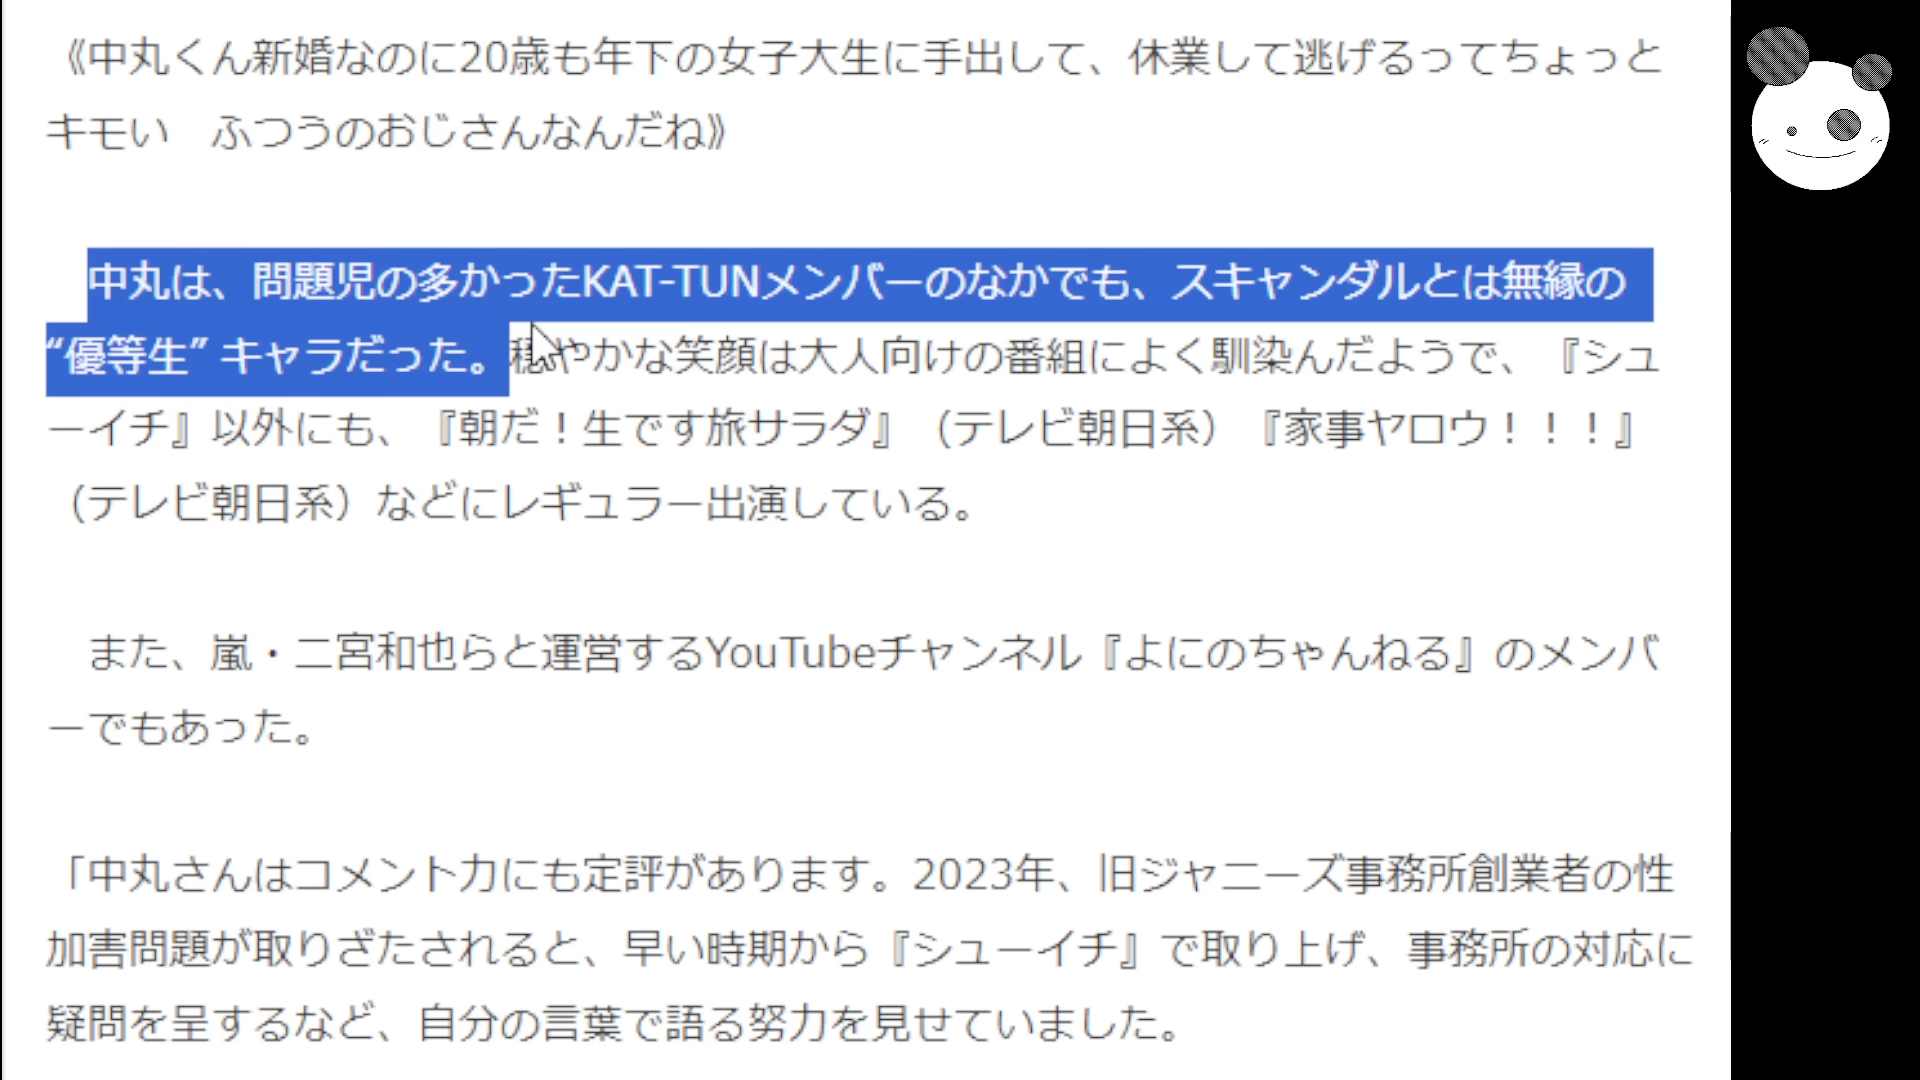 《中丸くん新婚なのに20歳も年下の女子大生に手出して、休業して逃げるってちょっと
キモい　ふつうのおじさんなんだね》
中丸は、問題児の多かったKAT-TUNメンバーのなかでも、スキャンダルとは無縁の
“優等生” キャラだった。穏やかな笑顔は大人向けの番組によく馴染んだようで、『シュ
ーイチ』以外にも、『朝だ！生です旅サラダ』（テレビ朝日系）『家事ヤロウ！！！』
（テレビ朝日系）などにレギュラー出演している。
また、嵐・二宮和也らと運営するYouTubeチャンネル『よにのちゃんねる』のメンバ
ーでもあった。
「中丸さんはコメント力にも定評があります。2023年、旧ジャニーズ事務所創業者の性
加害問題が取りざたされると、早い時期から『シューイチ』で取り上げ、事務所の対応に
疑問を呈するなど、自分の言葉で語る努力を見せていました。